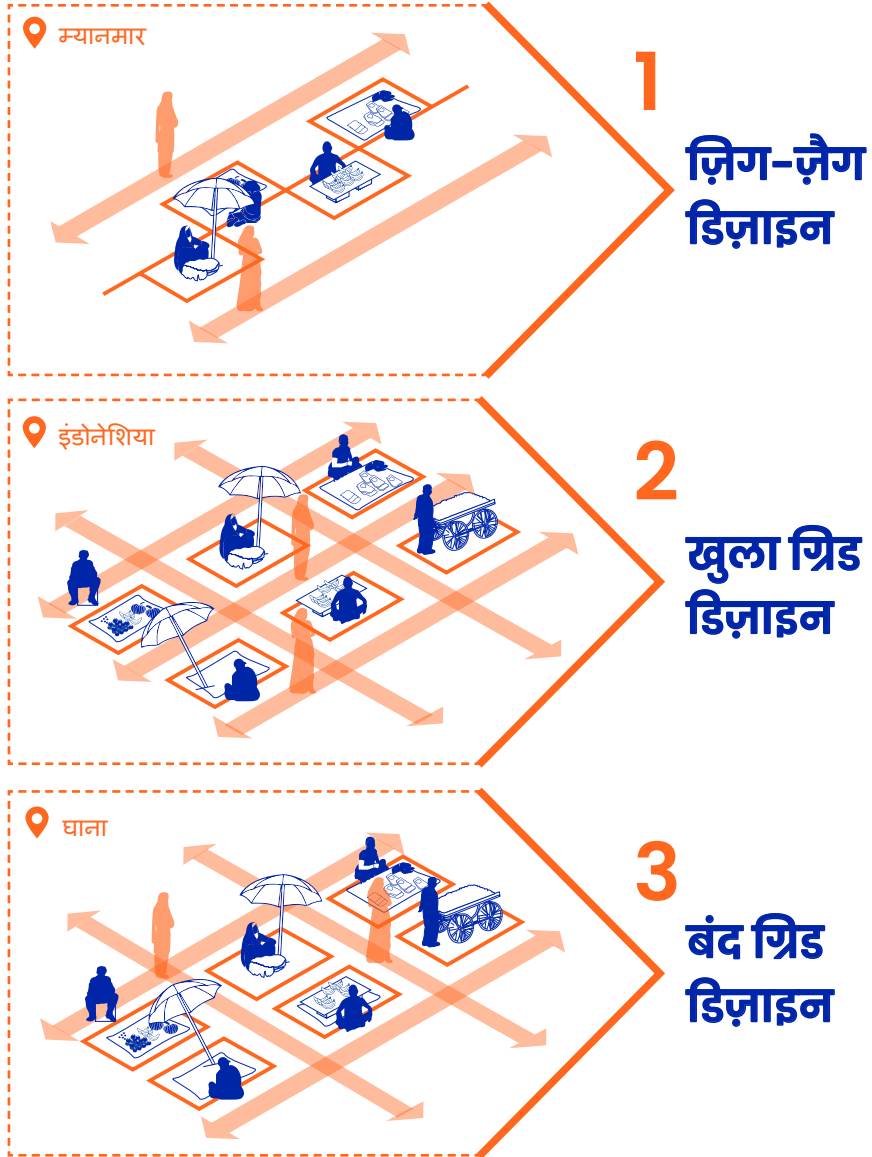 म्यानमार
1
ज़िग-ज़ैग
डिज़ाइन
इंडोनेशिया
2
खुला ग्रिड
डिज़ाइन
घाना
3
बंद ग्रिड
डिज़ाइन